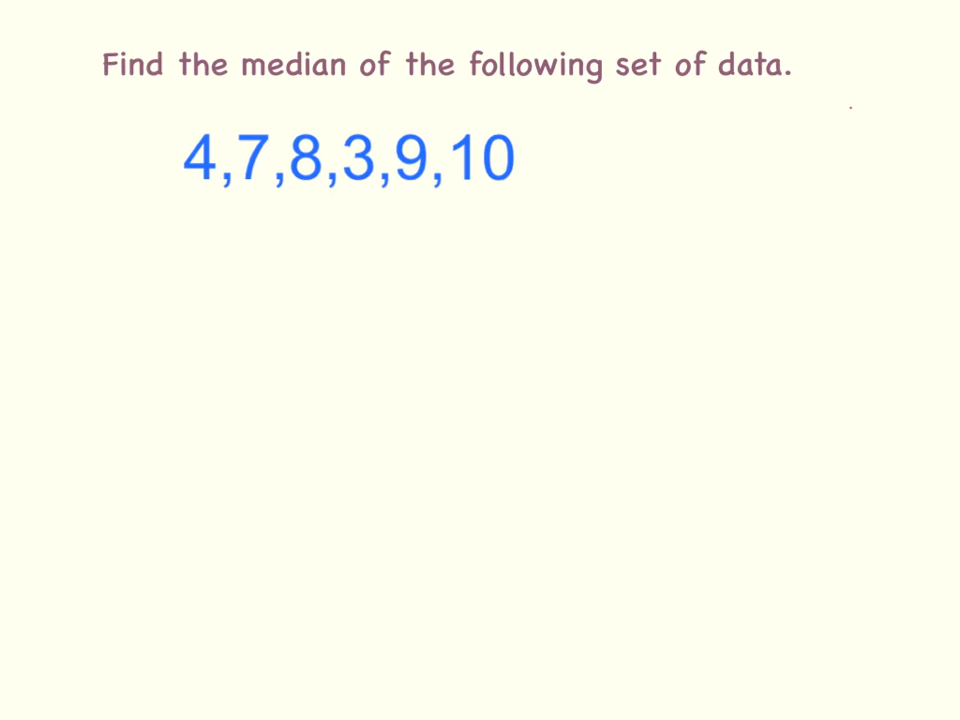 Find the median of the following set of data.
4,7,8,3,9,10